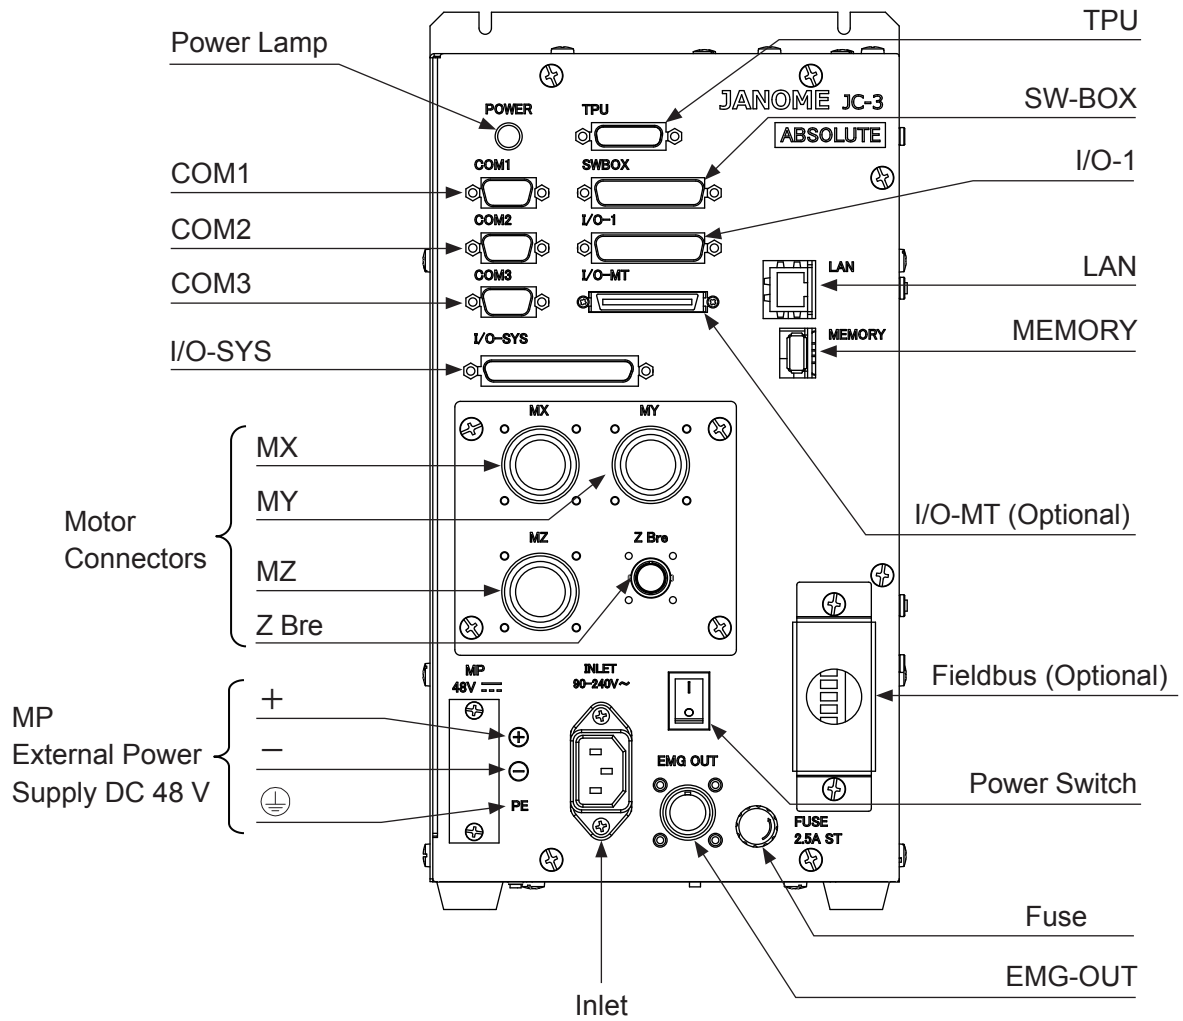 Power Lamp
COM1
COM2
COM3
I/O-SYS
Motor
Connectors
MX
MY
MZ
Z Bre
MP
External Power
Supply DC 48 V
+
−
POWER
TPU
JANOME JC-3
ABSOLUTE
COM1
SWBOX
COM2
I/O-1
COM3
I/O-MT
LAN
MEMORY
I/O-SYS
MX
MY
MZ
Z Bre
MP
48V
INLET
90-240V~
+
−
PE
I
O
EMG OUT
FUSE
2.5A ST
TPU
SW-BOX
I/O-1
LAN
MEMORY
I/O-MT (Optional)
Fieldbus (Optional)
Power Switch
Fuse
EMG-OUT
Inlet